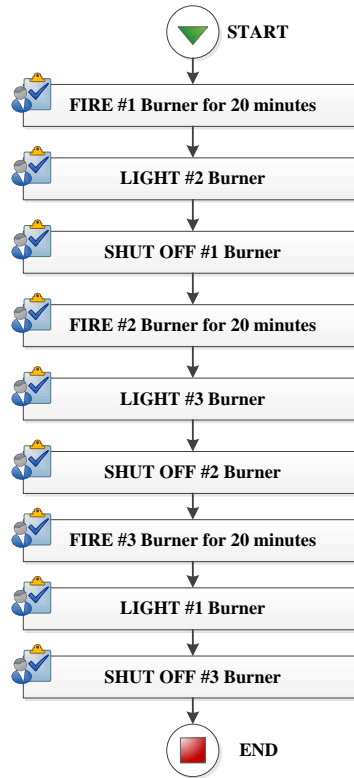 START
FIRE #1 Burner for 20 minutes
LIGHT #2 Burner
SHUT OFF #1 Burner
FIRE #2 Burner for 20 minutes
LIGHT #3 Burner
SHUT OFF #2 Burner
FIRE #3 Burner for 20 minutes
LIGHT #1 Burner
SHUT OFF #3 Burner
END